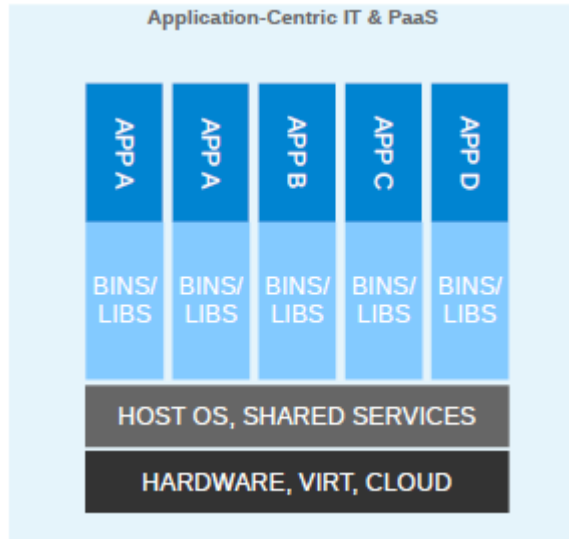 Application-Centric IT & PaaS
APP A
APP A
APP B
APP C
APP D
BINS/
LIBS
BINS/
LIBS
BINS/
LIBS
BINS/
LIBS
BINS/
LIBS
HOST OS, SHARED SERVICES
HARDWARE, VIRT, CLOUD